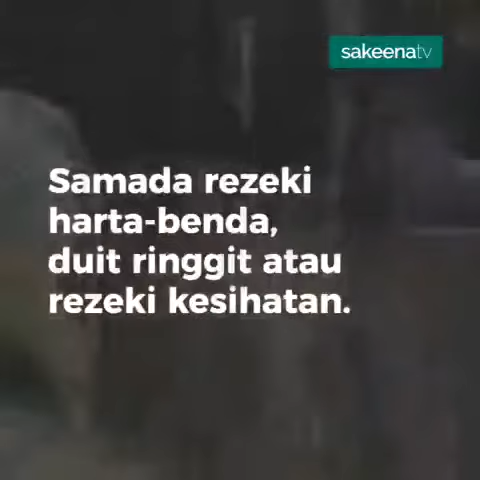 sakeenatv
Samada rezeki
harta-benda,
duit ringgit atau
rezeki kesihatan.